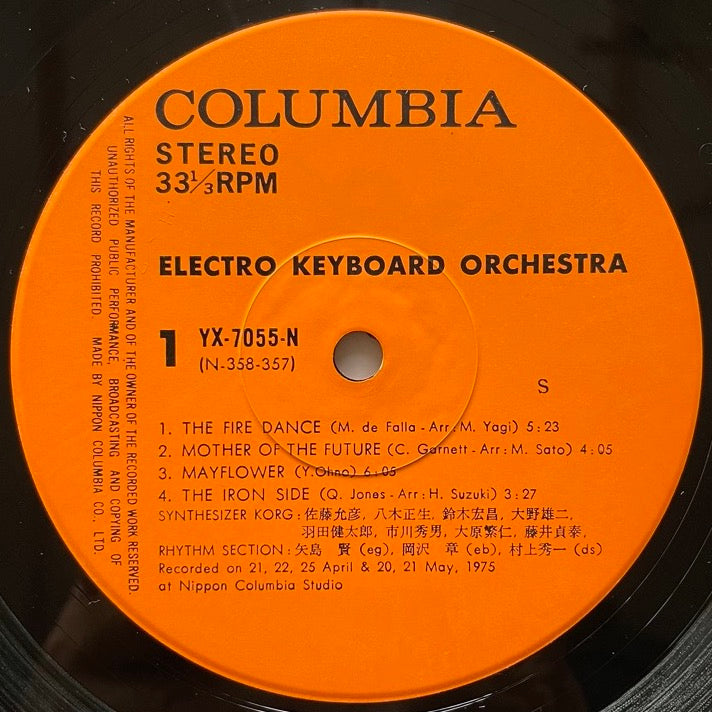 COLUMBIA
STEREO
33 1/3 RPM
ELECTRO KEYBOARD ORCHESTRA
1 YX-7055-N
(N-358-357)
S
1. THE FIRE DANCE (M. de Falla - Arr: M. Yagi) 5:23
2. MOTHER OF THE FUTURE (C. Garnett - Arr: M. Sato) 4:05
3. MAYFLOWER (Y. Ohno) 6:05
4. THE IRON SIDE (Q. Jones - Arr: H. Suzuki) 3:27
SYNTHESIZER KORG: 佐藤允彦, 八木正生, 鈴木宏昌, 大野雄二,
羽田健太郎, 市川秀男, 大原繁仁, 藤井貞泰,
RHYTHM SECTION: 矢島 賢 (eg), 岡沢 章 (eb), 村上秀一 (ds)
Recorded on 21, 22, 25 April & 20, 21 May, 1975
at Nippon Columbia Studio
ALL RIGHTS OF THE MANUFACTURER AND OF THE OWNER OF THE RECORDED WORK RESERVED.
UNAUTHORIZED PUBLIC PERFORMANCE, BROADCASTING AND COPYING OF
THIS RECORD PROHIBITED. MADE BY NIPPON COLUMBIA CO., LTD.